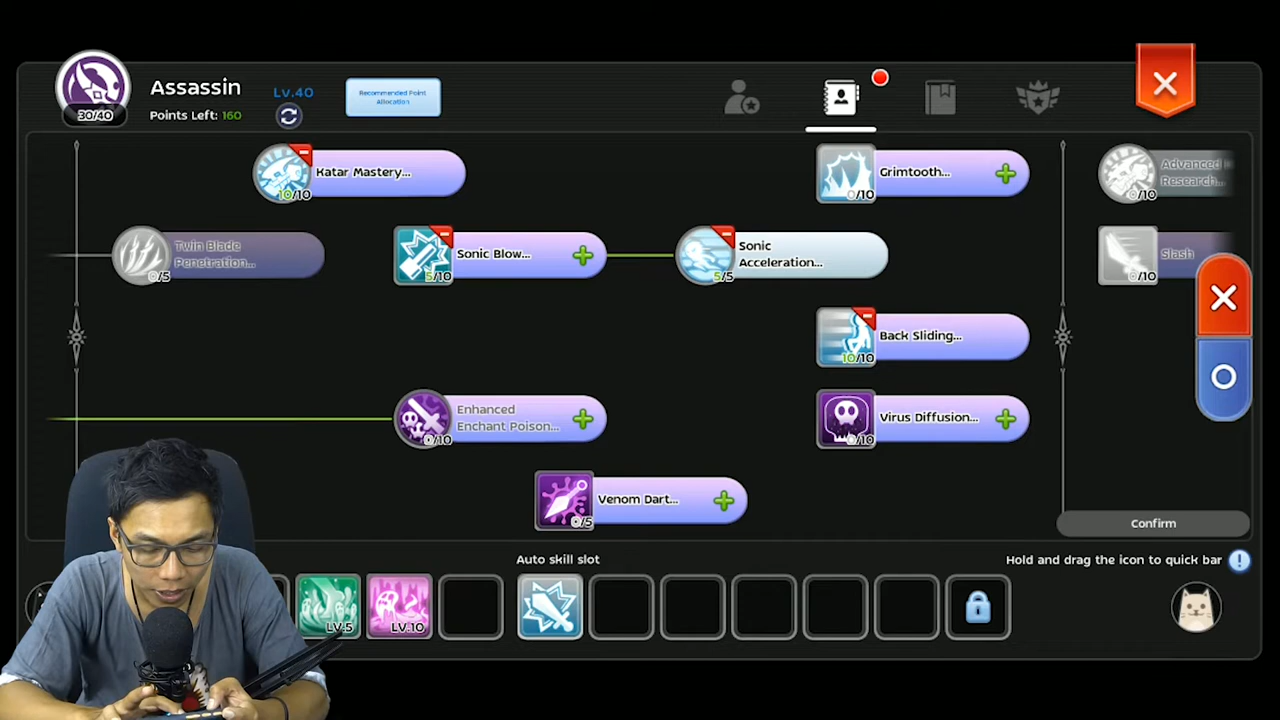 Assassin
Lv.40
Recommended Point
Allocation
30/40
Points Left: 160
Katar Mastery...
10/10
Grimtooth...
0/10
Advanced
Research...
0/10
Twin Blade
Penetration...
0/5
Sonic Blow...
5/10
Sonic
Acceleration...
5/5
Slash
0/10
Back Sliding...
10/10
Enhanced
Enchant Poison...
0/10
Virus Diffusion...
0/10
Venom Dart...
0/5
Confirm
Auto skill slot
Hold and drag the icon to quick bar
LV.5
LV.10